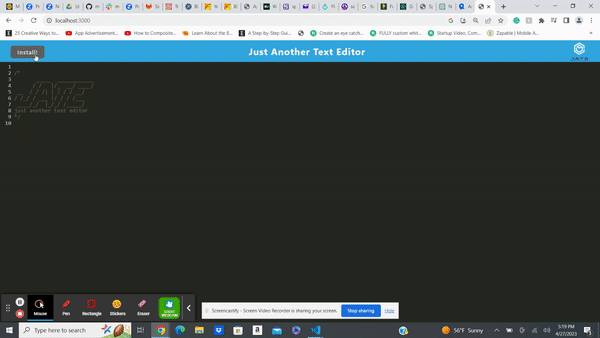 localhost:3000
23 Creative Ways to...
App Advertisement...
How to Composite...
Learn About the B...
A Step-by-Step Gui...
Create an eye catch...
FULLY custom whit...
Startup Video, Com...
Zapable | Mobile A...
Install!
Just Another Text Editor
JATE
1
2 /*
3
4
5
6
7
8 just another text editor
9 */
10
Mouse
Pen
Rectangle
Stickers
Eraser
Screencastify - Screen Video Recorder is sharing your screen.
Stop sharing
Hide
Type here to search
56°F Sunny
5:19 PM
4/27/2023